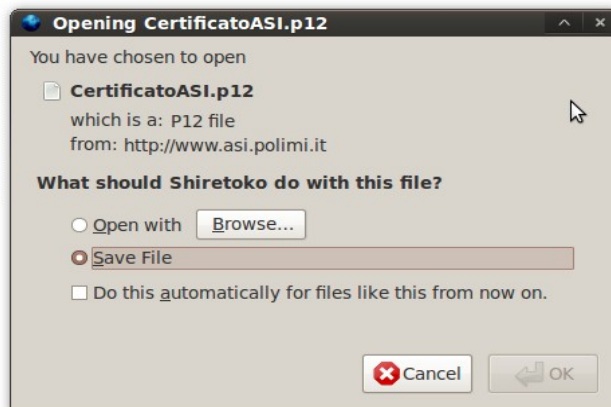 Opening CertificatoASI.p12
You have chosen to open
CertificatoASI.p12
which is a: P12 file
from: http://www.asi.polimi.it
What should Shiretoko do with this file?
Open with Browse...
Save File
Do this automatically for files like this from now on.
Cancel OK